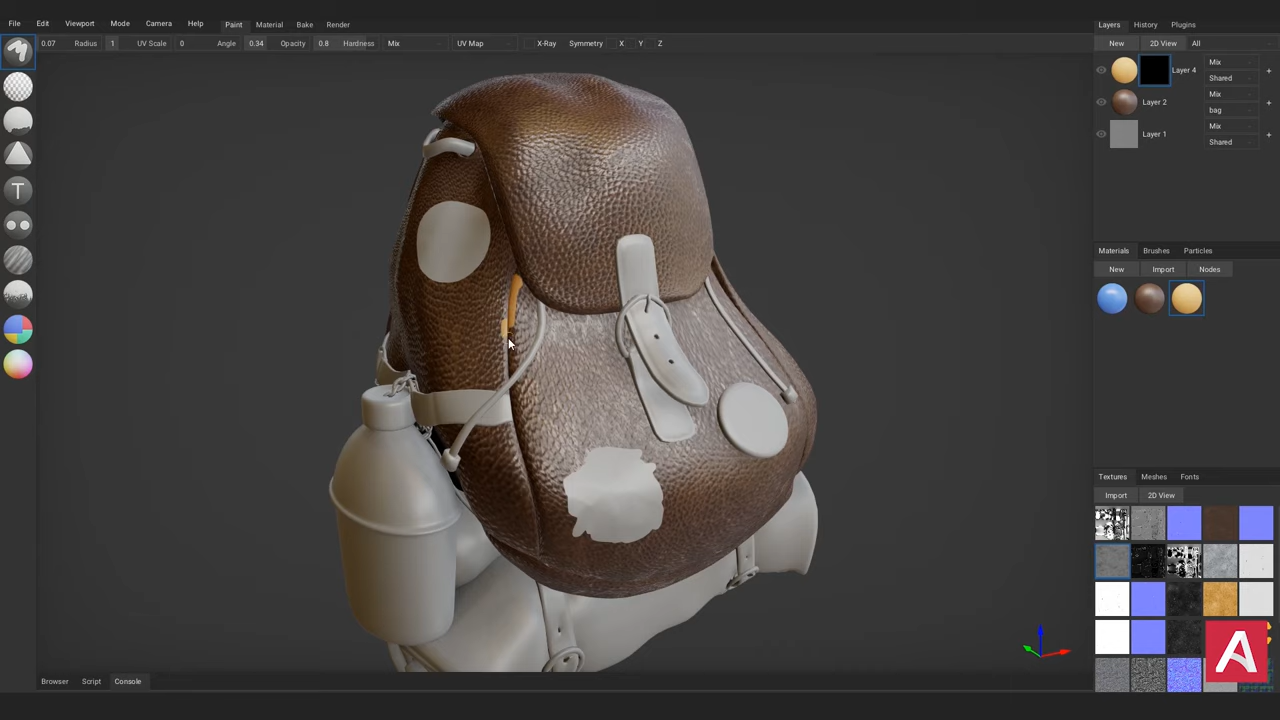 File Edit Viewport Mode Camera Help Paint Material Bake Render
0.07 Radius 1 UV Scale 0 Angle 0.34 Opacity 0.8 Hardness Mix UV Map X-Ray Symmetry X Y Z
T
Layers History Plugins
New 2D View All
Layer 4 Mix
Shared
Layer 2 Mix
bag
Layer 1 Mix
Shared
Materials Brushes Particles
New Import Nodes
Textures Meshes Fonts
Import 2D View
A
Browser Script Console